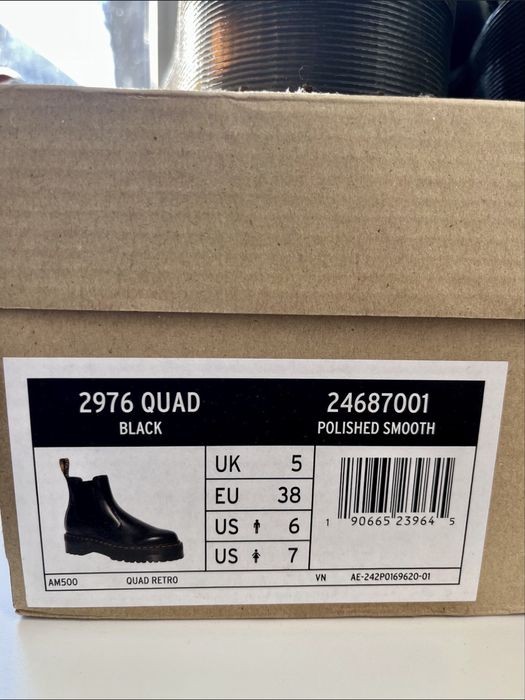 2976 QUAD
BLACK
24687001
POLISHED SMOOTH
UK 5
EU 38
US 6
US 7
1 90665 23964 5
AM500 QUAD RETRO VN AE-242P0169620-01